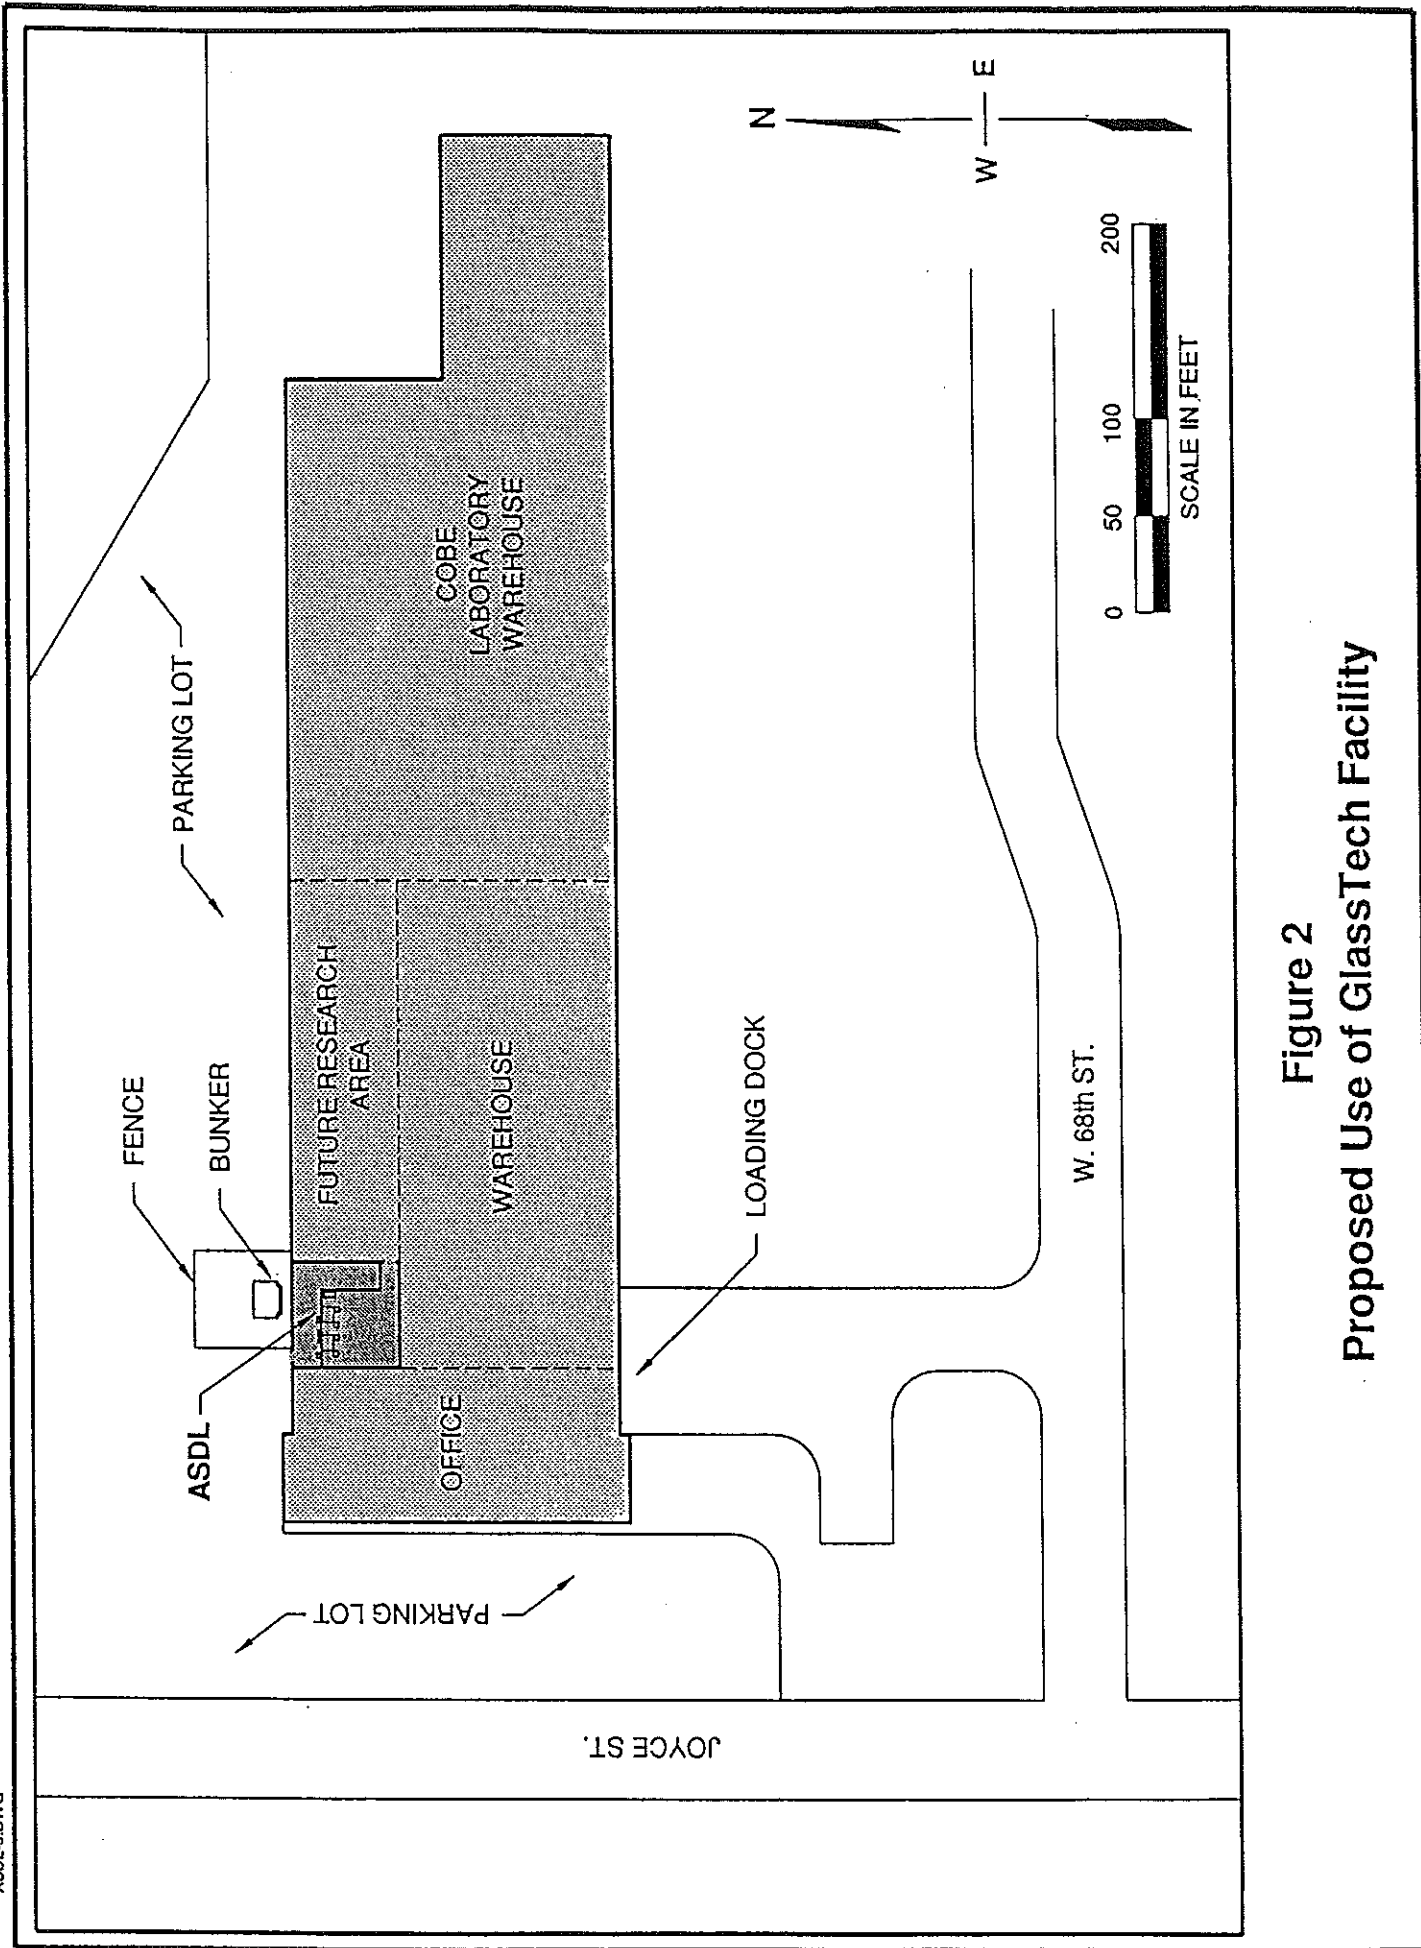 FENCE
BUNKER
ASDL
PARKING LOT
PARKING LOT
JOYCE ST.
OFFICE
FUTURE RESEARCH
AREA
WAREHOUSE
COBE
LABORATORY
WAREHOUSE
LOADING DOCK
W. 68th ST.
N
W
E
0
50
100
200
SCALE IN FEET
Figure 2
Proposed Use of GlassTech Facility